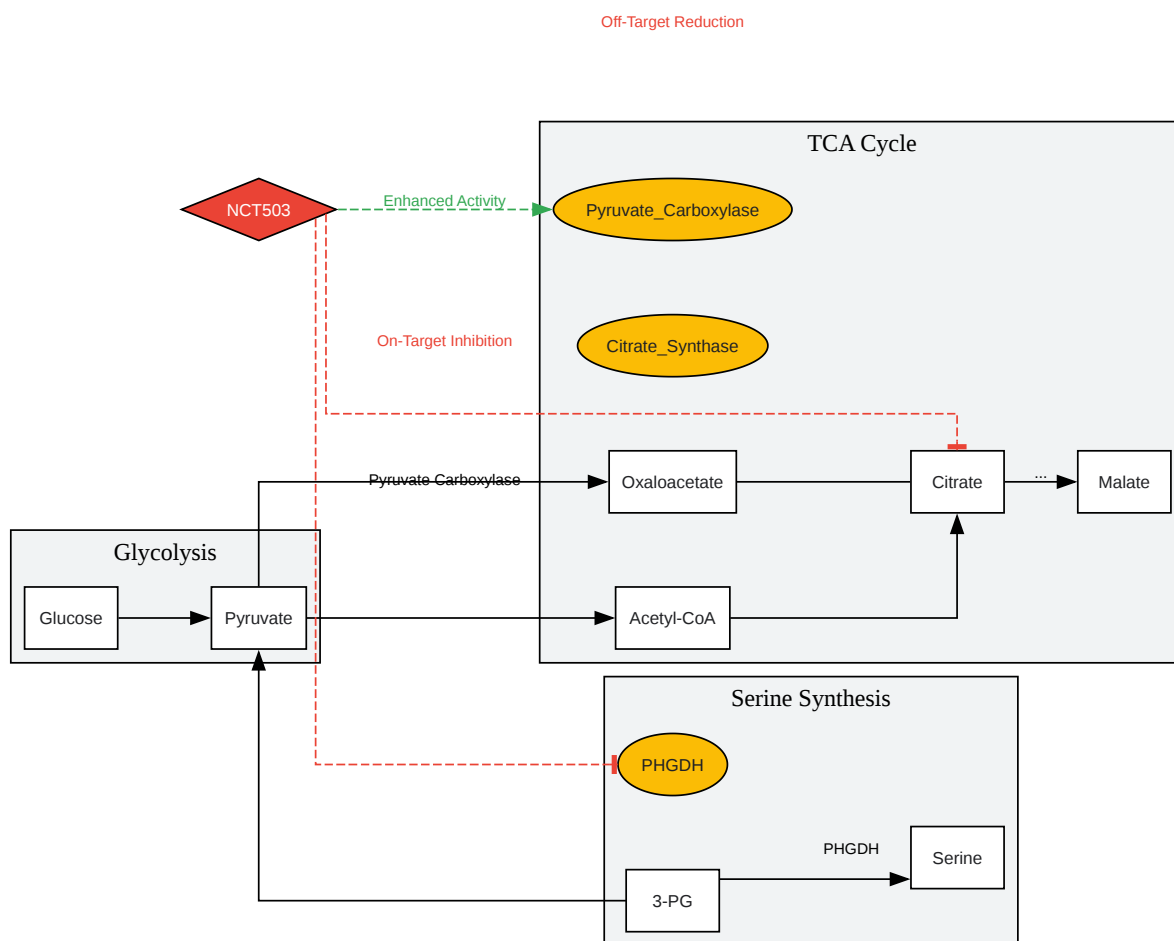 Off-Target Reduction
TCA Cycle
NCT503
Enhanced Activity
Pyruvate_Carboxylase
On-Target Inhibition
Citrate_Synthase
Pyruvate Carboxylase
Oxaloacetate
Citrate
...
Malate
Glycolysis
Glucose
Pyruvate
Acetyl-CoA
Serine Synthesis
PHGDH
PHGDH
Serine
3-PG